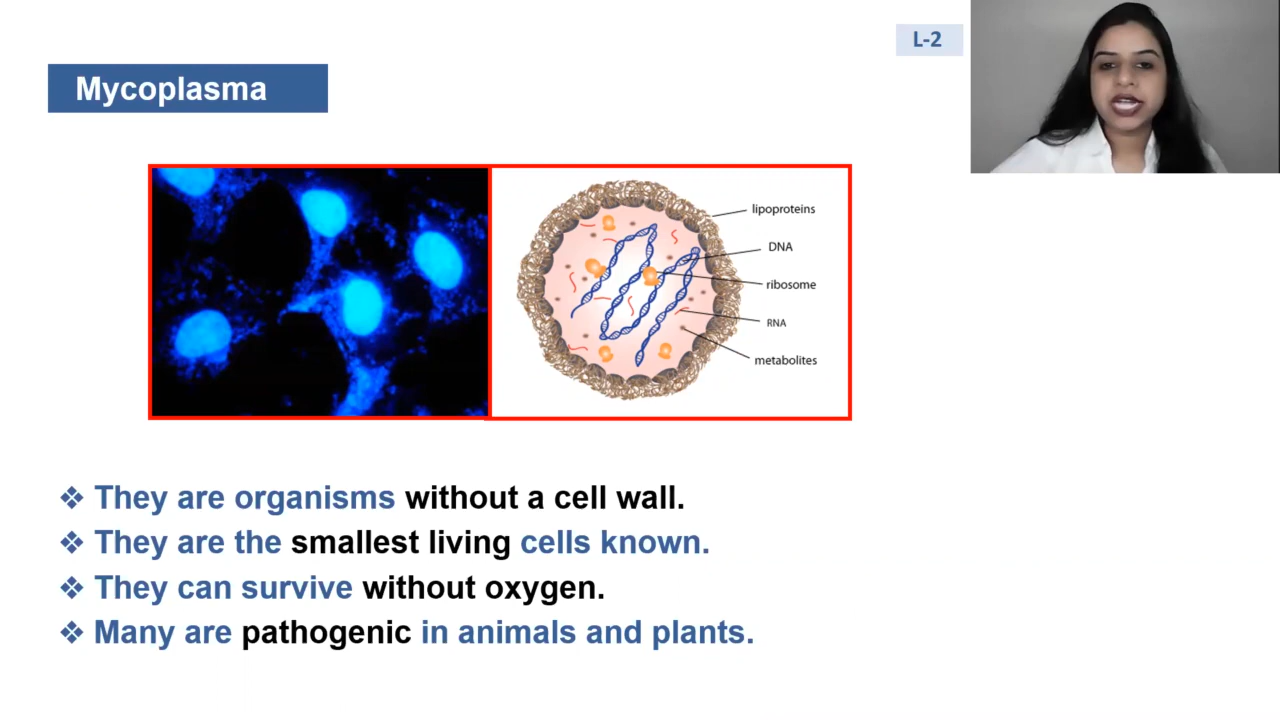 L-2
Mycoplasma
lipoproteins
DNA
ribosome
RNA
metabolites
❖ They are organisms without a cell wall.
❖ They are the smallest living cells known.
❖ They can survive without oxygen.
❖ Many are pathogenic in animals and plants.